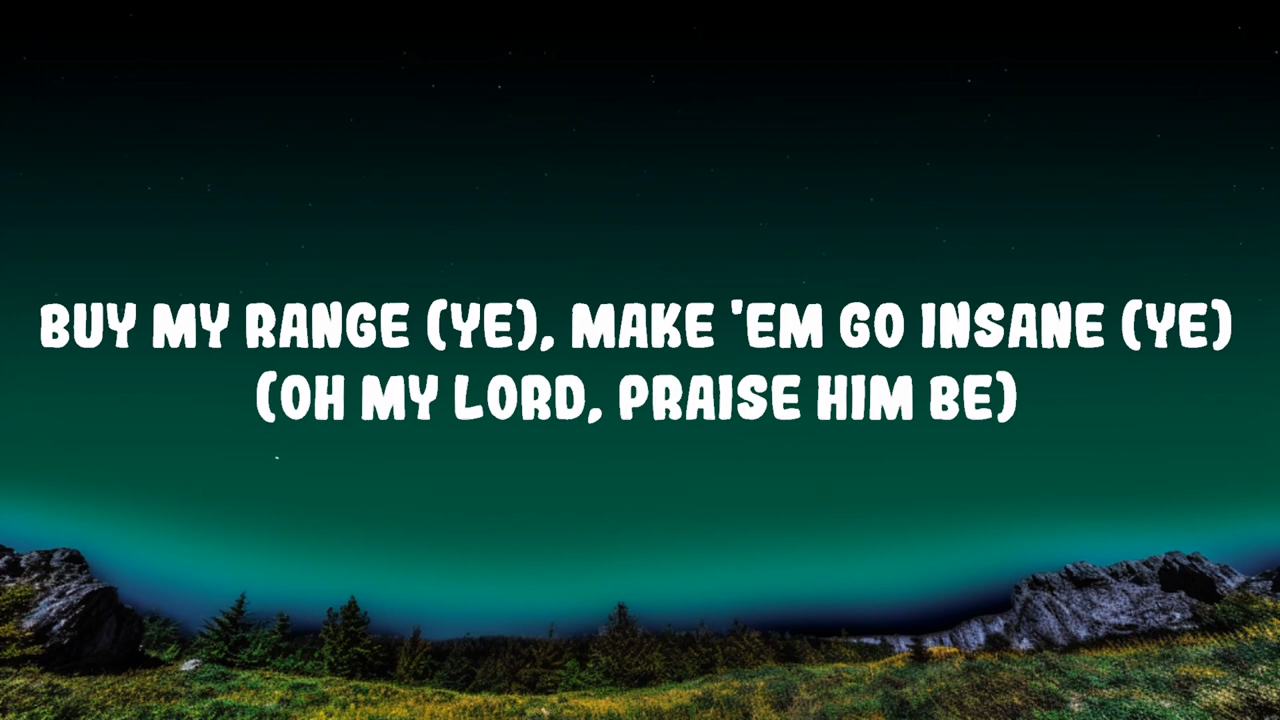 BUY MY RANGE (YE), MAKE 'EM GO INSANE (YE)
(OH MY LORD, PRAISE HIM BE)